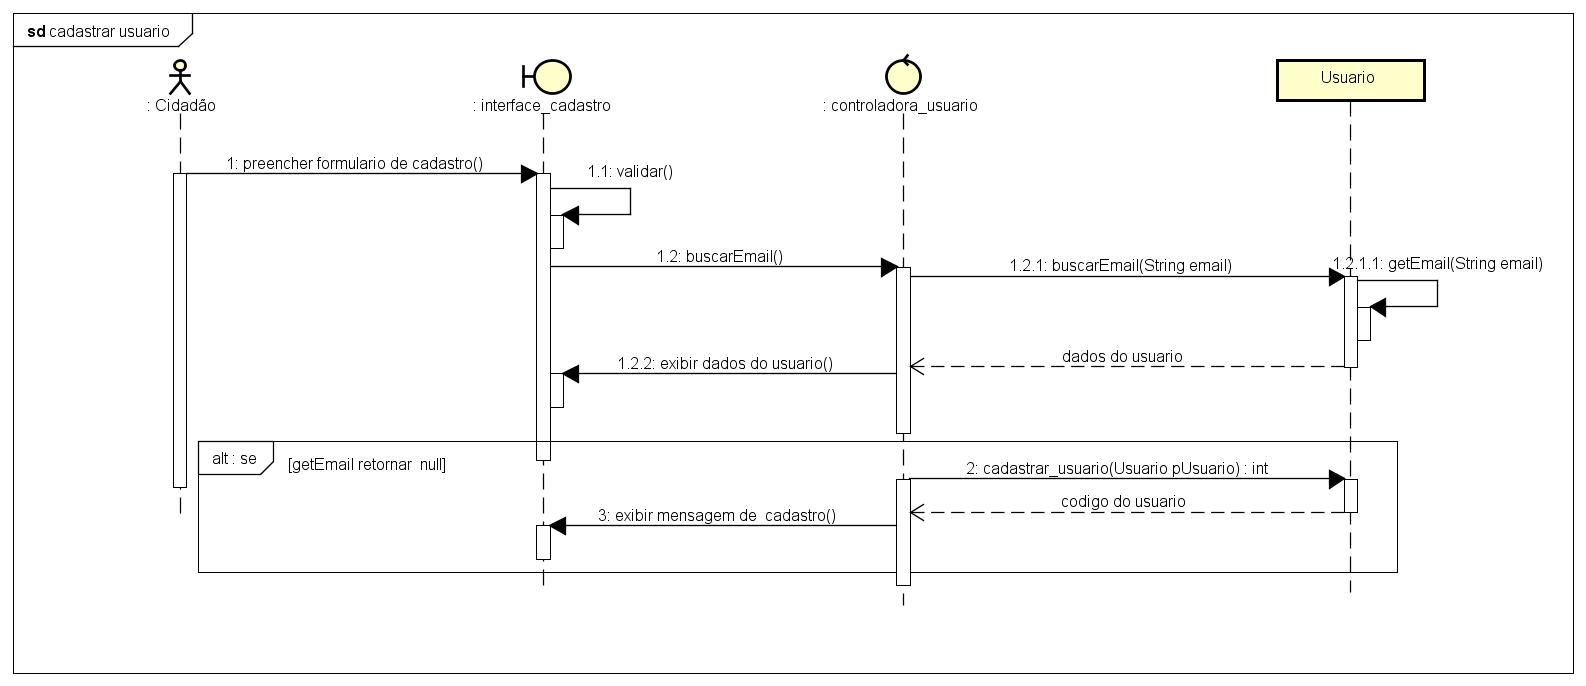 sd cadastrar usuario
: Cidadão
: interface_cadastro
: controladora_usuario
Usuario
1: preencher formulario de cadastro()
1.1: validar()
1.2: buscarEmail()
1.2.1: buscarEmail(String email)
1.2.1.1: getEmail(String email)
dados do usuario
1.2.2: exibir dados do usuario()
alt : se
[getEmail retornar  null]
2: cadastrar_usuario(Usuario pUsuario) : int
codigo do usuario
3: exibir mensagem de  cadastro()